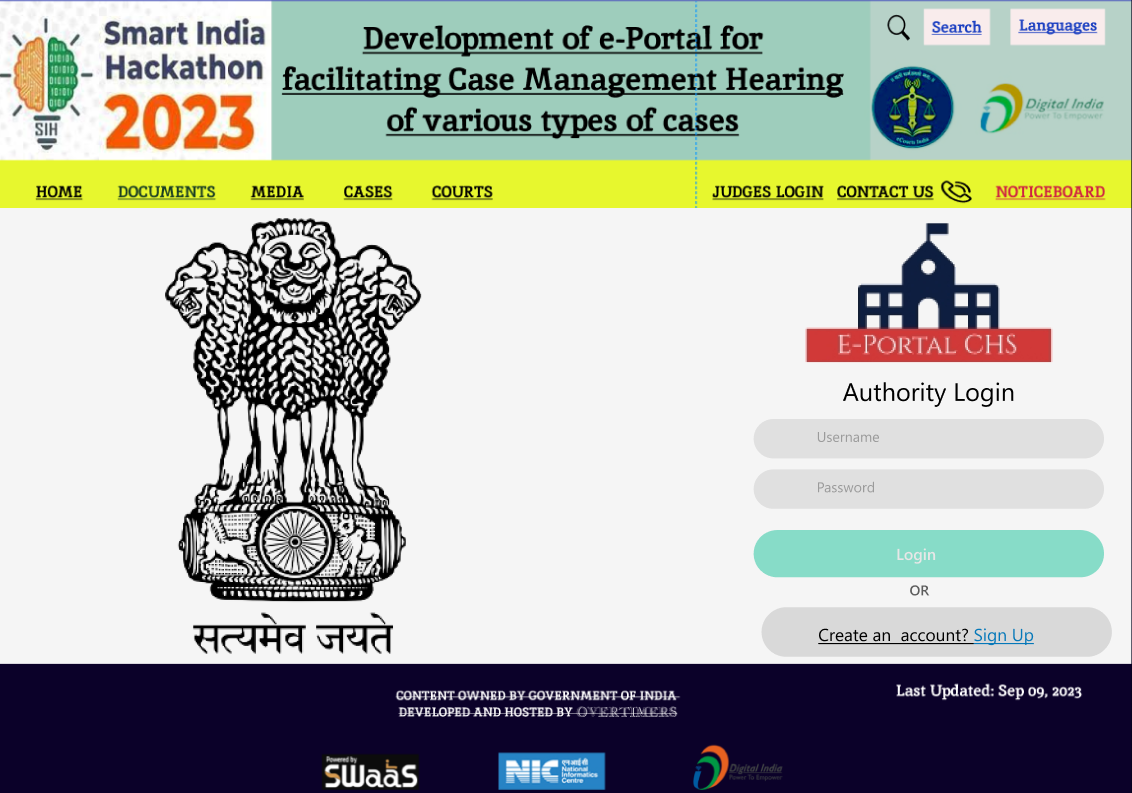 Smart India
Hackathon
2023
SIH
Development of e-Portal for
facilitating Case Management Hearing
of various types of cases
Search
Languages
eCourts India
Digital India
Power To Empower
HOME
DOCUMENTS
MEDIA
CASES
COURTS
JUDGES LOGIN
CONTACT US
NOTICEBOARD
E-PORTAL CHS
Authority Login
Username
Password
Login
OR
Create an  account? Sign Up
सत्यमेव जयते
CONTENT OWNED BY GOVERNMENT OF INDIA
DEVELOPED AND HOSTED BY OVERTIMERS
Last Updated: Sep 09, 2023
Powered by
SWaaS
NIC
एन आई सी
National
Informatics
Centre
Digital India
Power To Empower